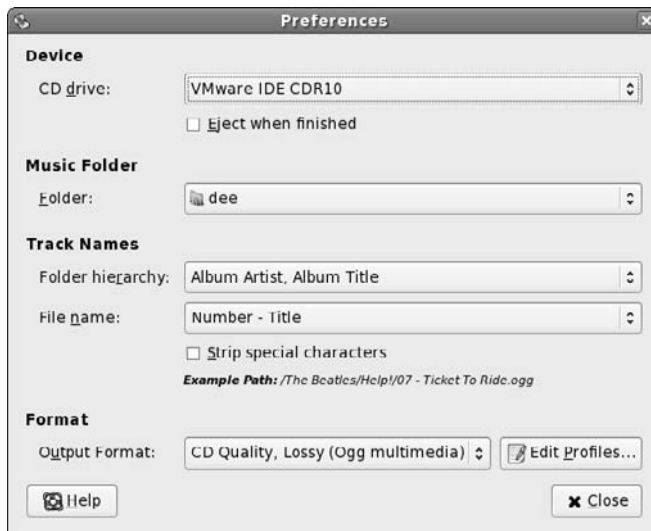 Preferences
Device
CD drive: VMware IDE CDR10
Eject when finished
Music Folder
Folder: dee
Track Names
Folder hierarchy: Album Artist, Album Title
File name: Number - Title
Strip special characters
Example Path: /The Beatles/Help!/07 - Ticket To Ride.ogg
Format
Output Format: CD Quality, Lossy (Ogg multimedia) Edit Profiles...
Help Close